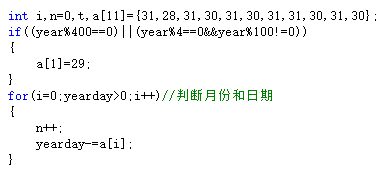 int i,n=0,t,a[11]={31,28,31,30,31,30,31,31,30,31,30};
if((year%400==0)||(year%4==0&&year%100!=0))
{
    a[1]=29;
}
for(i=0;yearday>0;i++)//判断月份和日期
{
    n++;
    yearday-=a[i];
}